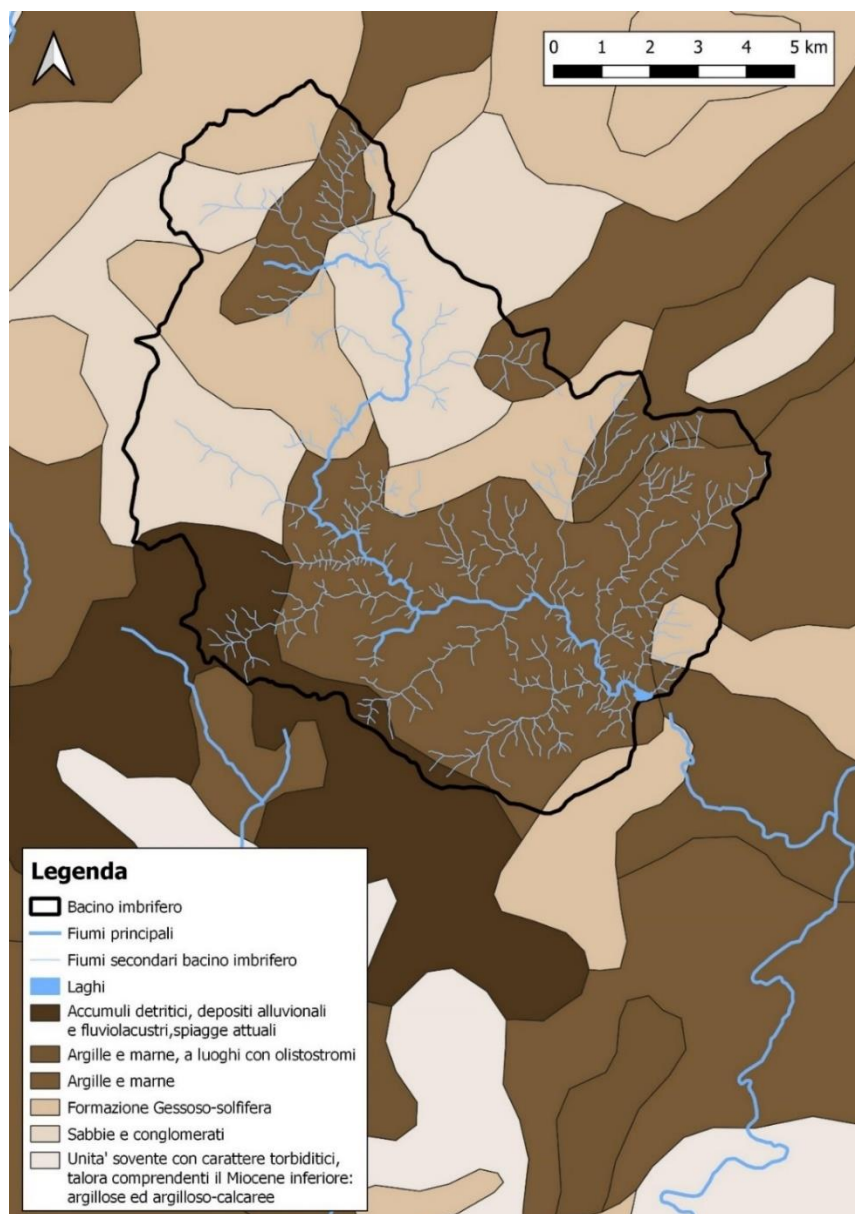 0 1 2 3 4 5 km
Legenda
Bacino imbrifero
Fiumi principali
Fiumi secondari bacino imbrifero
Laghi
Accumuli detritici, depositi alluvionali
e fluviolacustri,spiagge attuali
Argille e marne, a luoghi con olistostromi
Argille e marne
Formazione Gessoso-solfifera
Sabbie e conglomerati
Unita' sovente con carattere torbiditici,
talora comprendenti il Miocene inferiore:
argillose ed argilloso-calcaree